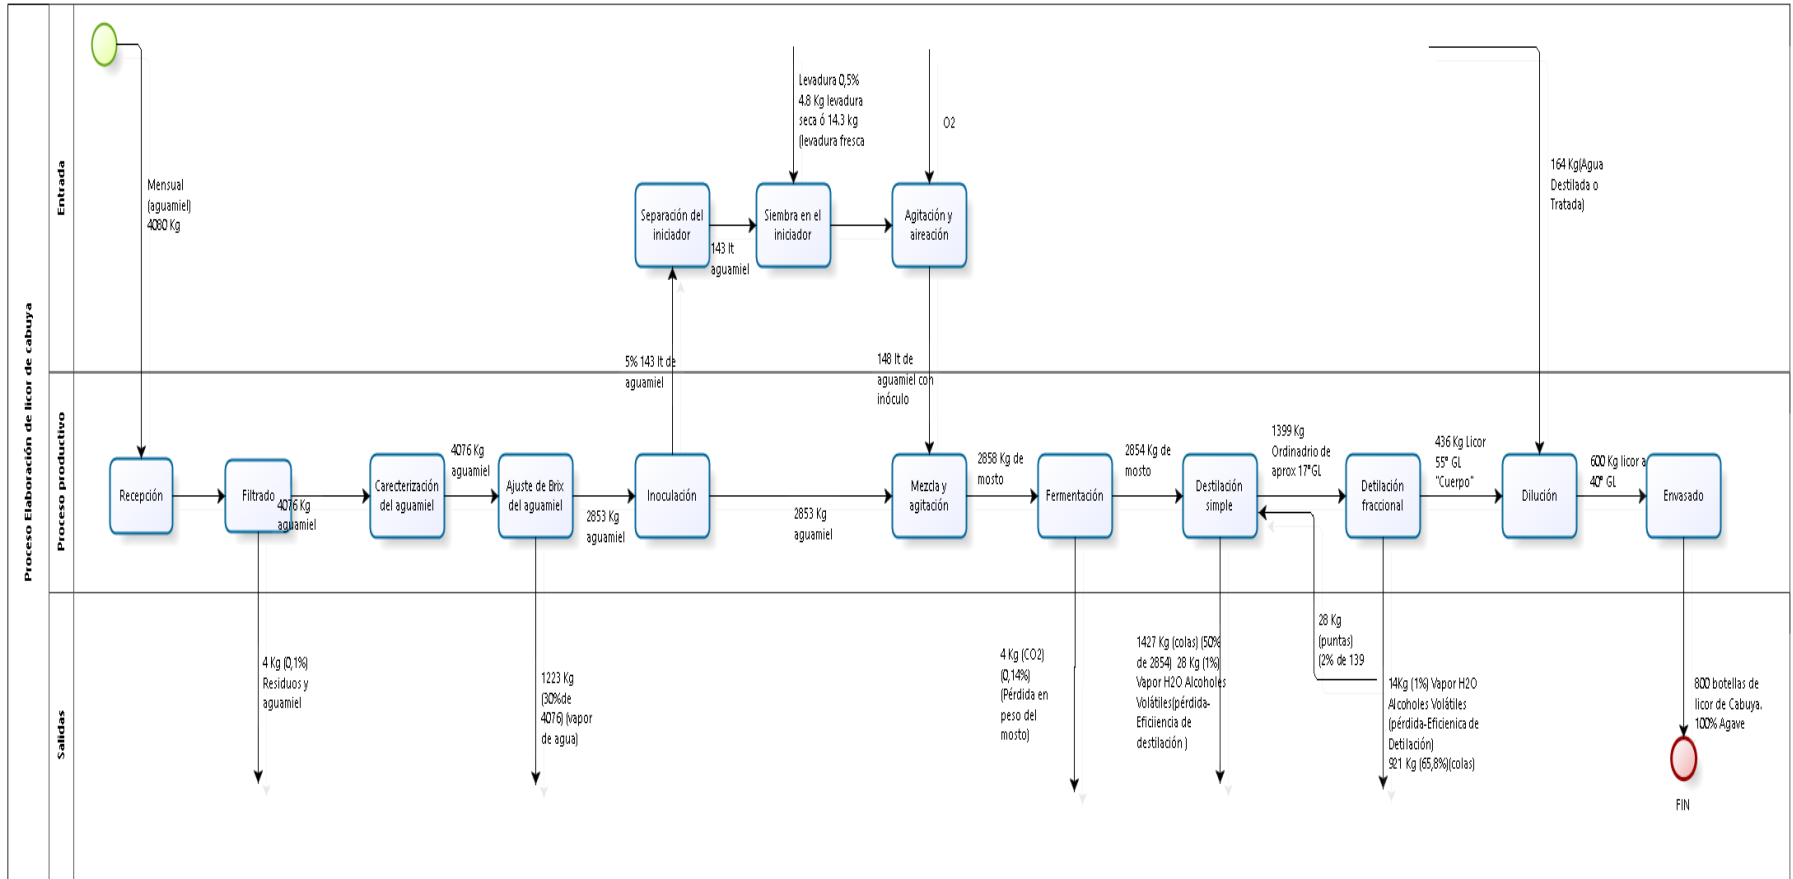 Proceso Elaboración de licor de cabuya
Entrada
Mensual
(aguamiel)
4080 Kg
Separación del
iniciador
143 lt
aguamiel
Levadura 0,5%
4.8 Kg levadura
seca ó 14.3 kg
(levadura fresca
Siembra en el
iniciador
O2
Agitación y
aireación
164 Kg(Agua
Destilada o
Tratada)
5% 143 lt de
aguamiel
148 lt de
aguamiel con
inóculo
Proceso productivo
Recepción
Filtrado
4076 Kg
aguamiel
Carecterización
del aguamiel
4076 Kg
aguamiel
Ajuste de Brix
del aguamiel
2853 Kg
aguamiel
Inoculación
2853 Kg
aguamiel
Mezcla y
agitación
2858 Kg de
mosto
Fermentación
2854 Kg de
mosto
Destilación
simple
1399 Kg
Ordinadrio de
aprox 17°GL
Detilación
fraccional
436 Kg Licor
55° GL
"Cuerpo"
Dilución
600 Kg licor a
40° GL
Envasado
Salidas
4 Kg (0,1%)
Residuos y
aguamiel
1223 Kg
(30%de
4076) (vapor
de agua)
4 Kg (CO2)
(0,14%)
(Pérdida en
peso del
mosto)
1427 Kg (colas) (50%
de 2854) 28 Kg (1%)
Vapor H2O Alcoholes
Volátiles(pérdida-
Eficiiencia de
destilación )
28 Kg
(puntas)
(2% de 139
14Kg (1%) Vapor H2O
Alcoholes Volátiles
(pérdida-Eficienica de
Detilación)
921 Kg (65,8%)(colas)
800 botellas de
licor de Cabuya.
100% Agave
FIN